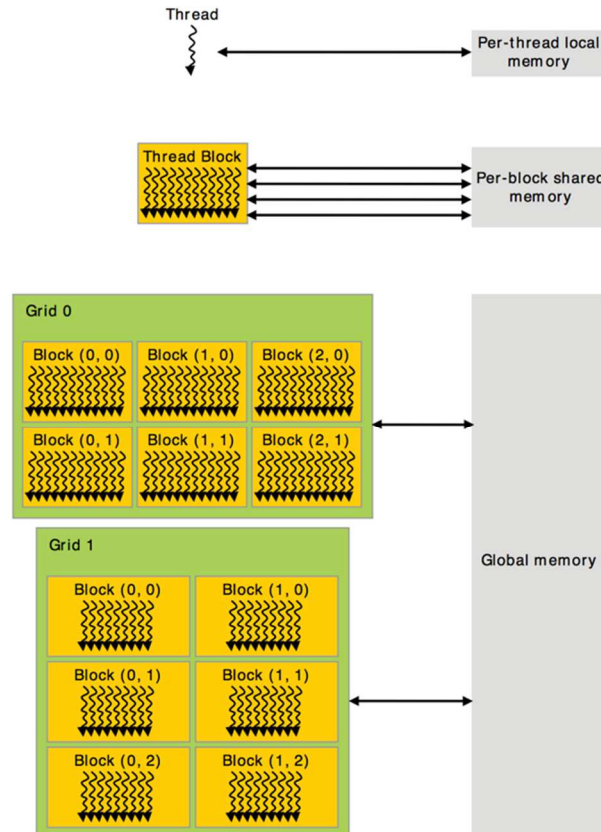 Thread
Per-thread local
memory
Thread Block
Per-block shared
memory
Grid 0
Block (0, 0)
Block (1, 0)
Block (2, 0)
Block (0, 1)
Block (1, 1)
Block (2, 1)
Grid 1
Block (0, 0)
Block (1, 0)
Global memory
Block (0, 1)
Block (1, 1)
Block (0, 2)
Block (1, 2)